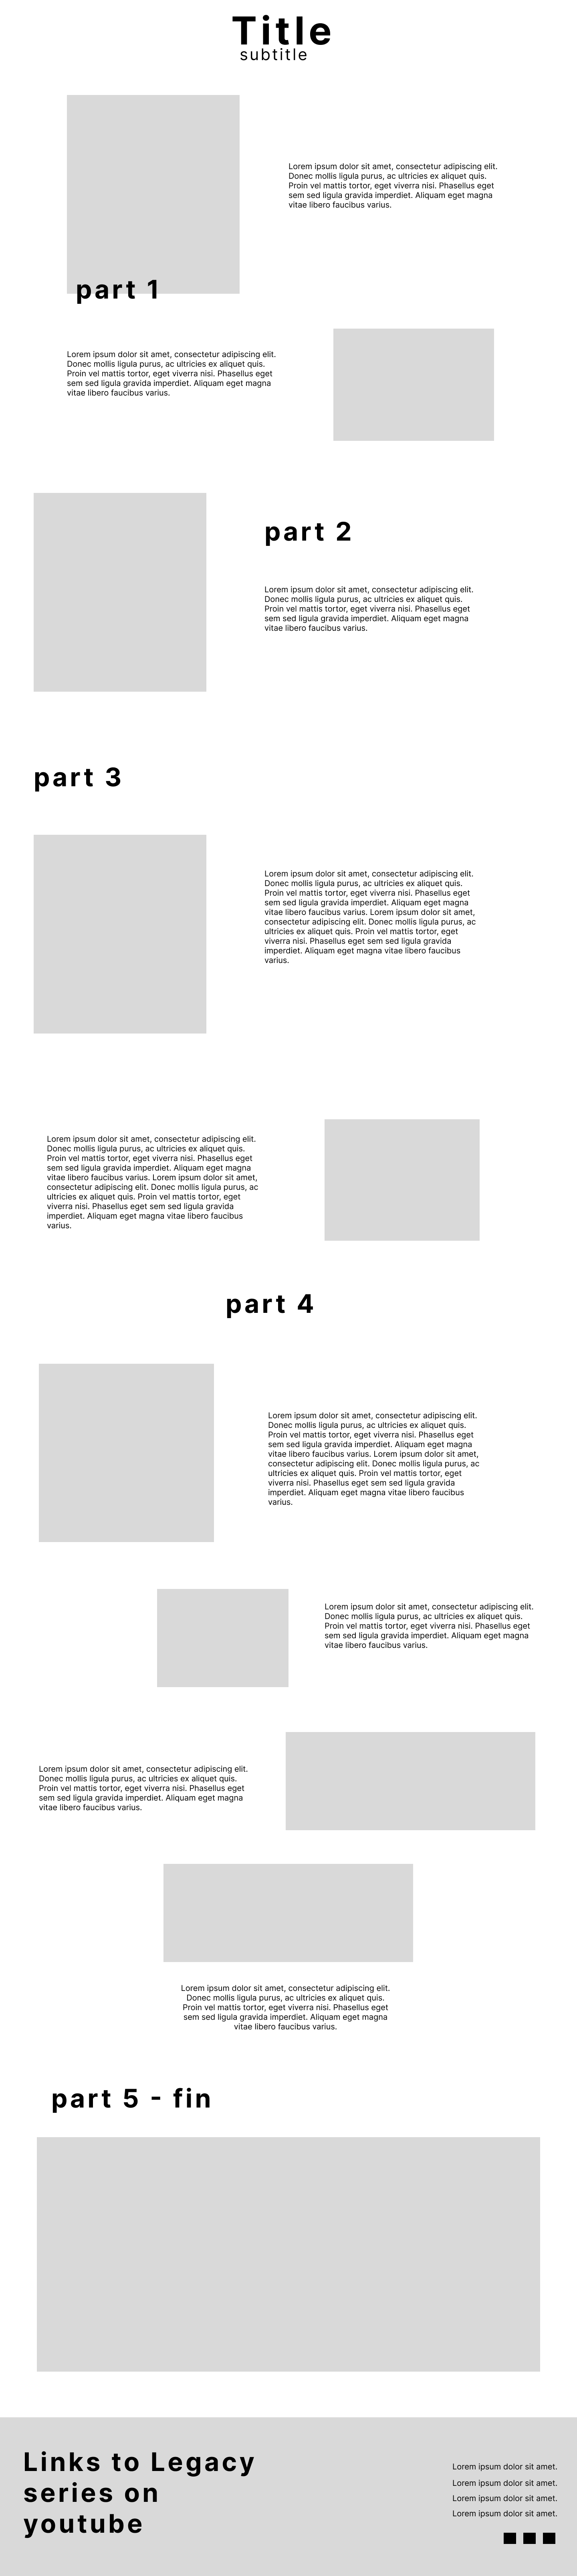 Title
subtitle
Lorem ipsum dolor sit amet, consectetur adipiscing elit.
Donec mollis ligula purus, ac ultricies ex aliquet quis.
Proin vel mattis tortor, eget viverra nisi. Phasellus eget
sem sed ligula gravida imperdiet. Aliquam eget magna
vitae libero faucibus varius.
part 1
Lorem ipsum dolor sit amet, consectetur adipiscing elit.
Donec mollis ligula purus, ac ultricies ex aliquet quis.
Proin vel mattis tortor, eget viverra nisi. Phasellus eget
sem sed ligula gravida imperdiet. Aliquam eget magna
vitae libero faucibus varius.
part 2
Lorem ipsum dolor sit amet, consectetur adipiscing elit.
Donec mollis ligula purus, ac ultricies ex aliquet quis.
Proin vel mattis tortor, eget viverra nisi. Phasellus eget
sem sed ligula gravida imperdiet. Aliquam eget magna
vitae libero faucibus varius.
part 3
Lorem ipsum dolor sit amet, consectetur adipiscing elit.
Donec mollis ligula purus, ac ultricies ex aliquet quis.
Proin vel mattis tortor, eget viverra nisi. Phasellus eget
sem sed ligula gravida imperdiet. Aliquam eget magna
vitae libero faucibus varius. Lorem ipsum dolor sit amet,
consectetur adipiscing elit. Donec mollis ligula purus, ac
ultricies ex aliquet quis. Proin vel mattis tortor, eget
viverra nisi. Phasellus eget sem sed ligula gravida
imperdiet. Aliquam eget magna vitae libero faucibus
varius.
Lorem ipsum dolor sit amet, consectetur adipiscing elit.
Donec mollis ligula purus, ac ultricies ex aliquet quis.
Proin vel mattis tortor, eget viverra nisi. Phasellus eget
sem sed ligula gravida imperdiet. Aliquam eget magna
vitae libero faucibus varius. Lorem ipsum dolor sit amet,
consectetur adipiscing elit. Donec mollis ligula purus, ac
ultricies ex aliquet quis. Proin vel mattis tortor, eget
viverra nisi. Phasellus eget sem sed ligula gravida
imperdiet. Aliquam eget magna vitae libero faucibus
varius.
part 4
Lorem ipsum dolor sit amet, consectetur adipiscing elit.
Donec mollis ligula purus, ac ultricies ex aliquet quis.
Proin vel mattis tortor, eget viverra nisi. Phasellus eget
sem sed ligula gravida imperdiet. Aliquam eget magna
vitae libero faucibus varius. Lorem ipsum dolor sit amet,
consectetur adipiscing elit. Donec mollis ligula purus, ac
ultricies ex aliquet quis. Proin vel mattis tortor, eget
viverra nisi. Phasellus eget sem sed ligula gravida
imperdiet. Aliquam eget magna vitae libero faucibus
varius.
Lorem ipsum dolor sit amet, consectetur adipiscing elit.
Donec mollis ligula purus, ac ultricies ex aliquet quis.
Proin vel mattis tortor, eget viverra nisi. Phasellus eget
sem sed ligula gravida imperdiet. Aliquam eget magna
vitae libero faucibus varius.
Lorem ipsum dolor sit amet, consectetur adipiscing elit.
Donec mollis ligula purus, ac ultricies ex aliquet quis.
Proin vel mattis tortor, eget viverra nisi. Phasellus eget
sem sed ligula gravida imperdiet. Aliquam eget magna
vitae libero faucibus varius.
Lorem ipsum dolor sit amet, consectetur adipiscing elit.
Donec mollis ligula purus, ac ultricies ex aliquet quis.
Proin vel mattis tortor, eget viverra nisi. Phasellus eget
sem sed ligula gravida imperdiet. Aliquam eget magna
vitae libero faucibus varius.
part 5 - fin
Links to Legacy
series on
youtube
Lorem ipsum dolor sit amet.
Lorem ipsum dolor sit amet.
Lorem ipsum dolor sit amet.
Lorem ipsum dolor sit amet.